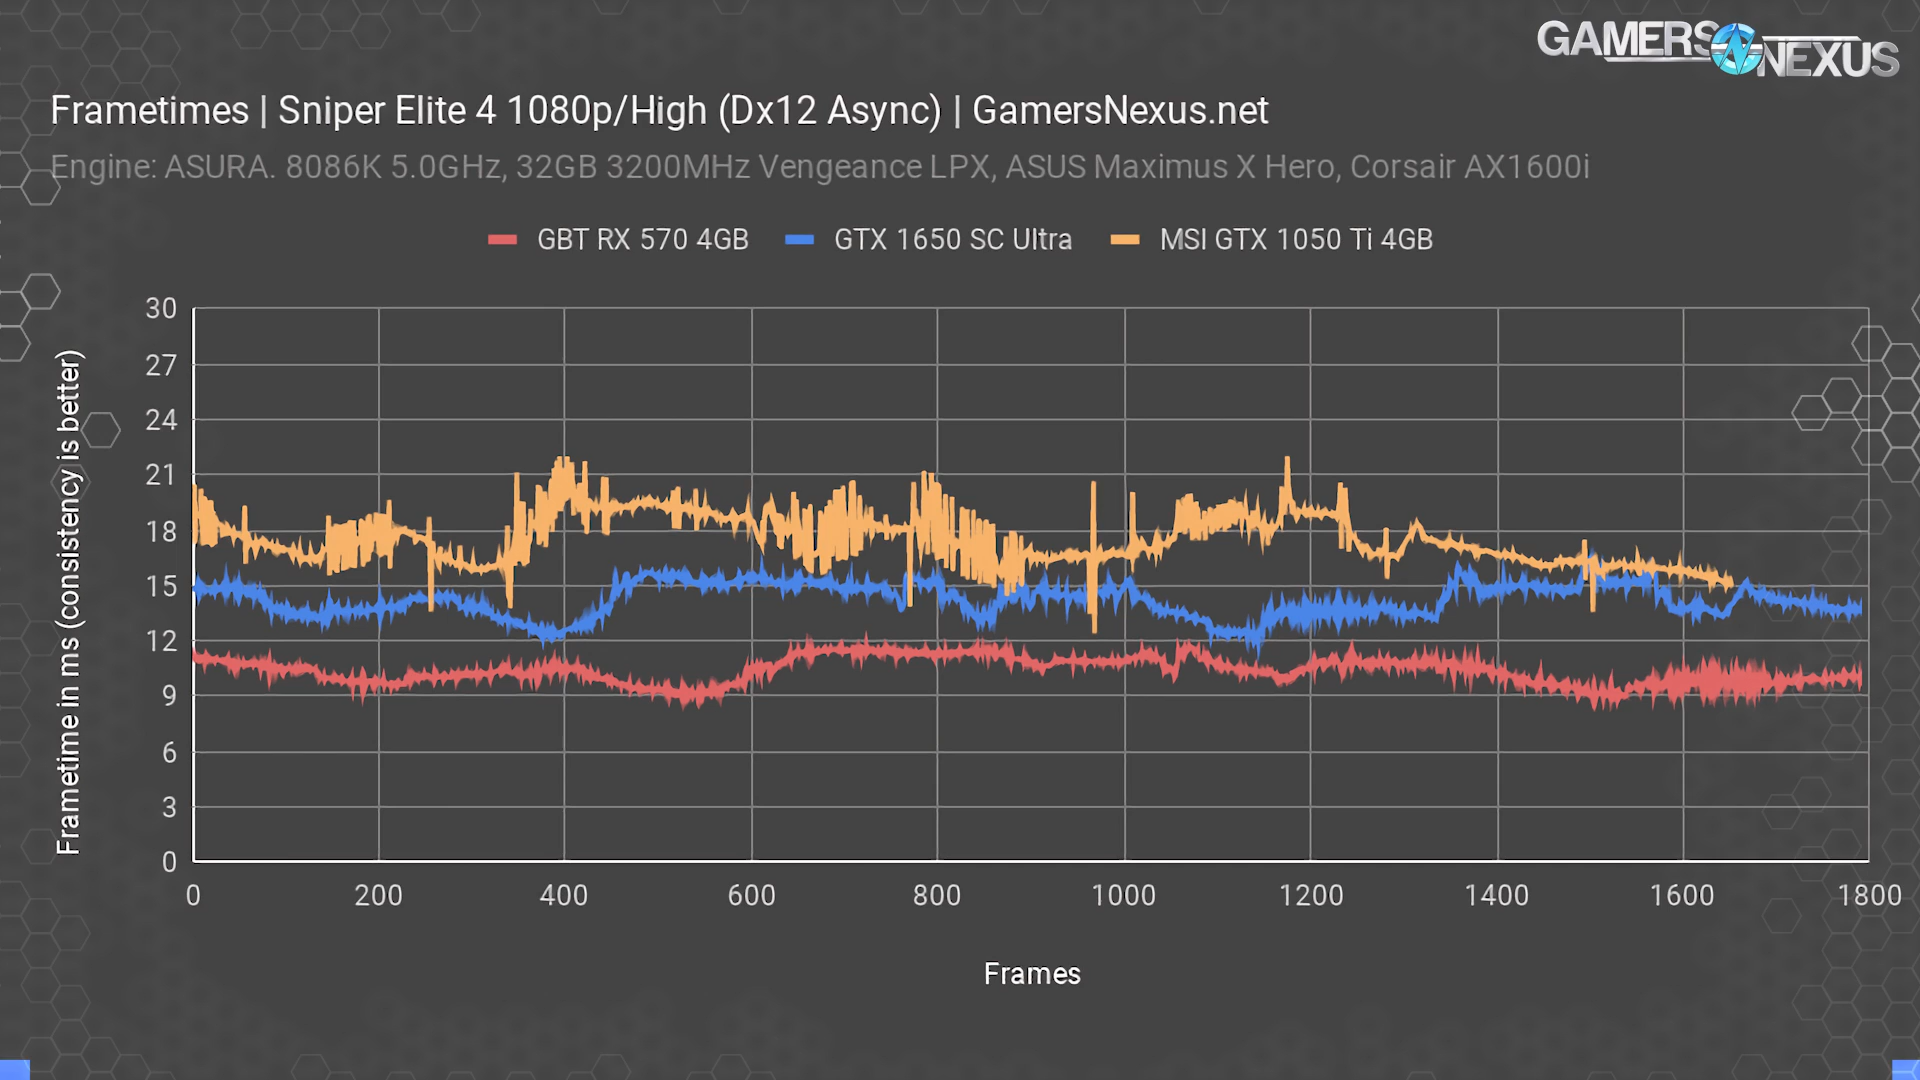 GAMERS NEXUS
Frametimes | Sniper Elite 4 1080p/High (Dx12 Async) | GamersNexus.net
Engine: ASURA. 8086K 5.0GHz, 32GB 3200MHz Vengeance LPX, ASUS Maximus X Hero, Corsair AX1600i
GBT RX 570 4GB GTX 1650 SC Ultra MSI GTX 1050 Ti 4GB
Frametime in ms (consistency is better)
30
27
24
21
18
15
12
9
6
3
0
0 200 400 600 800 1000 1200 1400 1600 1800
Frames